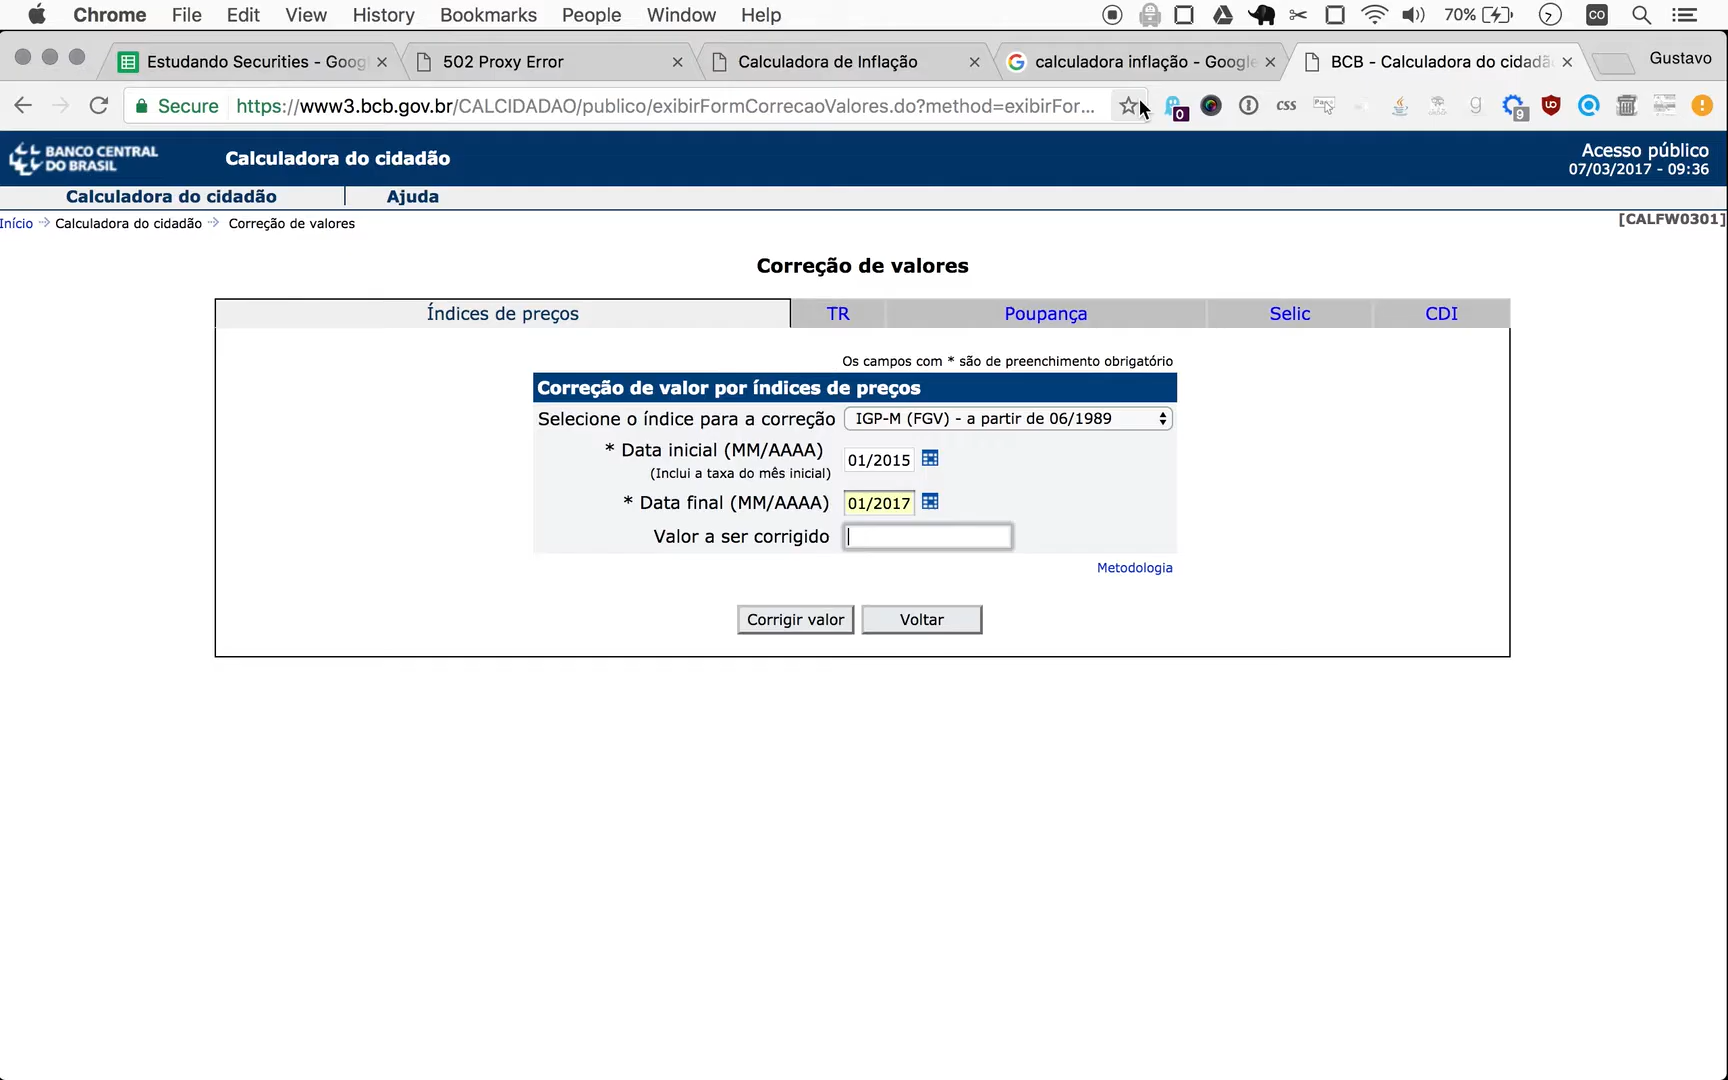 Chrome File Edit View History Bookmarks People Window Help 70%
Estudando Securities - Goog 502 Proxy Error Calculadora de Inflação calculadora inflação - Google BCB - Calculadora do cidadã Gustavo
Secure https://www3.bcb.gov.br/CALCIDADAO/publico/exibirFormCorrecaoValores.do?method=exibirFor... 0 css g 9
BANCO CENTRAL
DO BRASIL
Calculadora do cidadão
Acesso público
07/03/2017 - 09:36
Calculadora do cidadão Ajuda
Início Calculadora do cidadão Correção de valores
[CALFW0301]
Correção de valores
Índices de preços TR Poupança Selic CDI
Os campos com * são de preenchimento obrigatório
Correção de valor por índices de preços
Selecione o índice para a correção IGP-M (FGV) - a partir de 06/1989
* Data inicial (MM/AAAA) 01/2015
(Inclui a taxa do mês inicial)
* Data final (MM/AAAA) 01/2017
Valor a ser corrigido
Metodologia
Corrigir valor Voltar